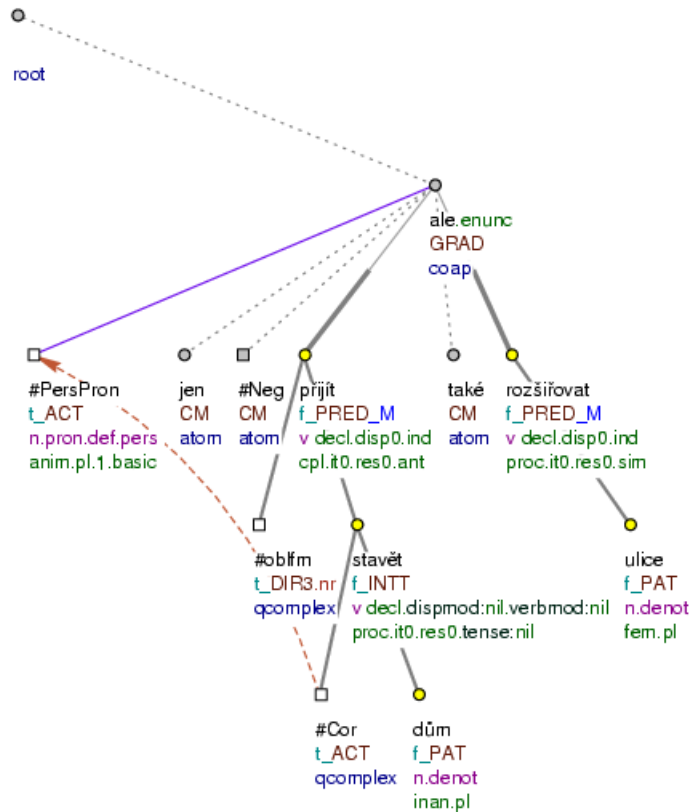 root
ale.enunc
GRAD
coap
#PersPron
t_ACT
n.pron.def.pers
anim.pl.1.basic
jen
CM
atom
#Neg
CM
atom
přijít
f_PRED_M
v decl.disp0.ind
cpl.it0.res0.ant
také
CM
atom
rozšiřovat
f_PRED_M
v decl.disp0.ind
proc.it0.res0.sim
#oblfm
t_DIR3.nr
qcomplex
stavět
f_INTT
v decl.dispmod:nil.verbmod:nil
proc.it0.res0.tense:nil
ulice
f_PAT
n.denot
fem.pl
#Cor
t_ACT
qcomplex
dům
f_PAT
n.denot
inan.pl